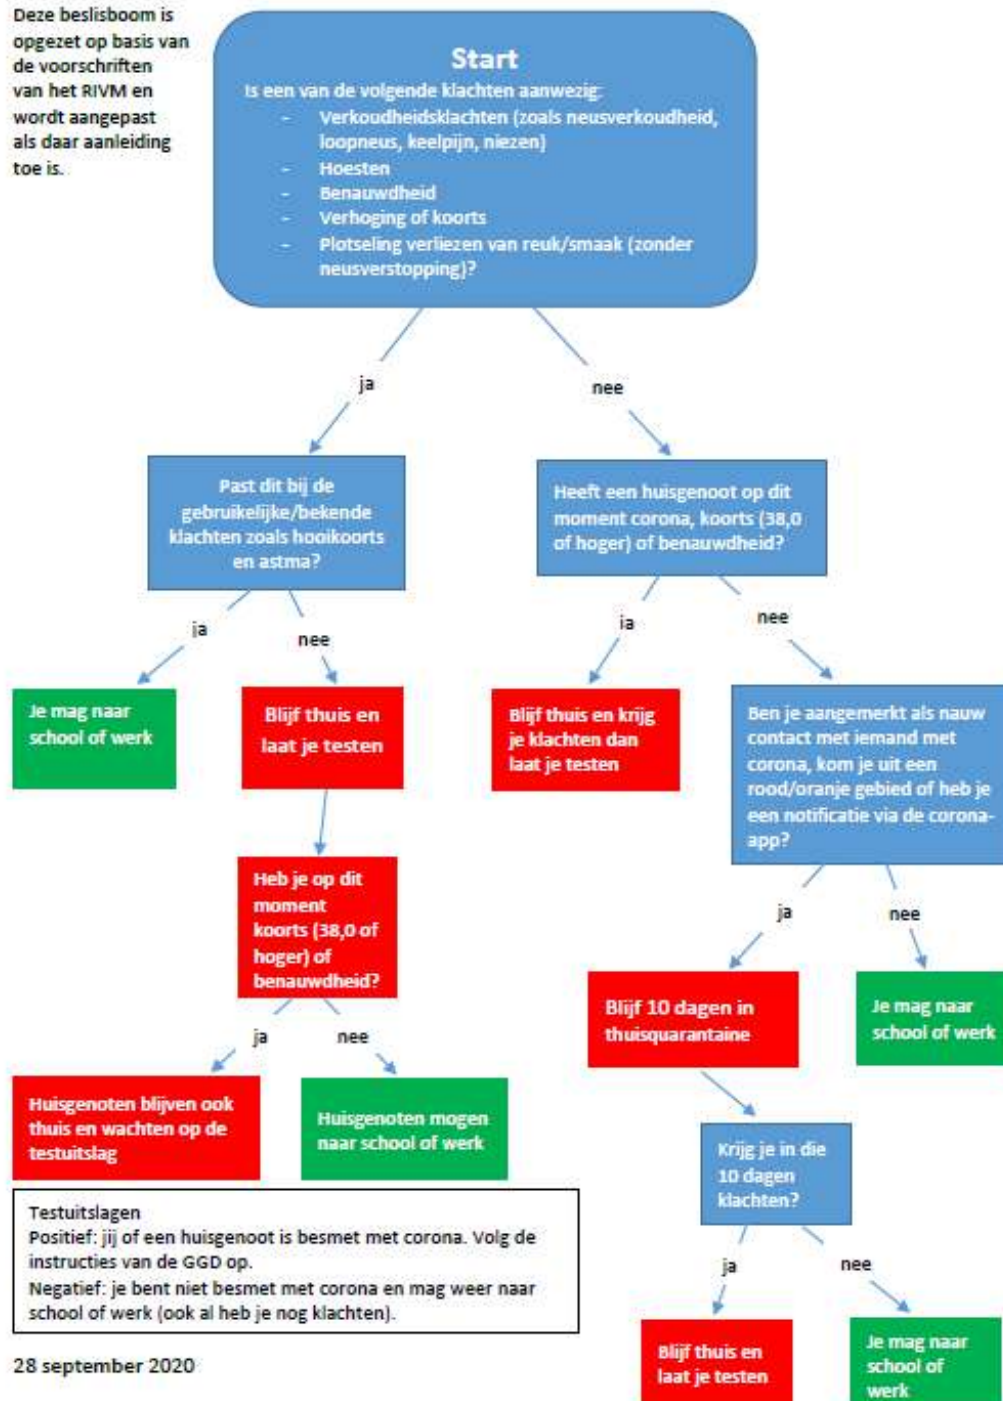 Deze beslisboom is
opgezet op basis van
de voorschriften
van het RIVM en
wordt aangepast
als daar aanleiding
toe is.
Start
Is een van de volgende klachten aanwezig:
- Verkoudheidsklachten (zoals neusverkoudheid,
loopneus, keelpijn, niezen)
- Hoesten
- Benauwdheid
- Verhoging of koorts
- Plotseling verliezen van reuk/smaak (zonder
neusverstopping)?
ja
nee
Past dit bij de
gebruikelijke/bekende
klachten zoals hooikoorts
en astma?
Heeft een huisgenoot op dit
moment corona, koorts (38,0
of hoger) of benauwdheid?
ja
nee
ja
nee
Je mag naar
school of werk
Blijf thuis en
laat je testen
Blijf thuis en krijg
je klachten dan
laat je testen
Ben je aangemerkt als nauw
contact met iemand met
corona, kom je uit een
rood/oranje gebied of heb je
een notificatie via de corona-
app?
Heb je op dit
moment
koorts (38,0 of
hoger) of
benauwdheid?
ja
nee
ja
nee
Blijf 10 dagen in
thuisquarantaine
Je mag naar
school of werk
Huisgenoten blijven ook
thuis en wachten op de
testuitslag
Huisgenoten mogen
naar school of werk
Krijg je in die
10 dagen
klachten?
Testuitslagen
Positief: jij of een huisgenoot is besmet met corona. Volg de
instructies van de GGD op.
Negatief: je bent niet besmet met corona en mag weer naar
school of werk (ook al heb je nog klachten).
ja
nee
Blijf thuis en
laat je testen
Je mag naar
school of
werk
28 september 2020